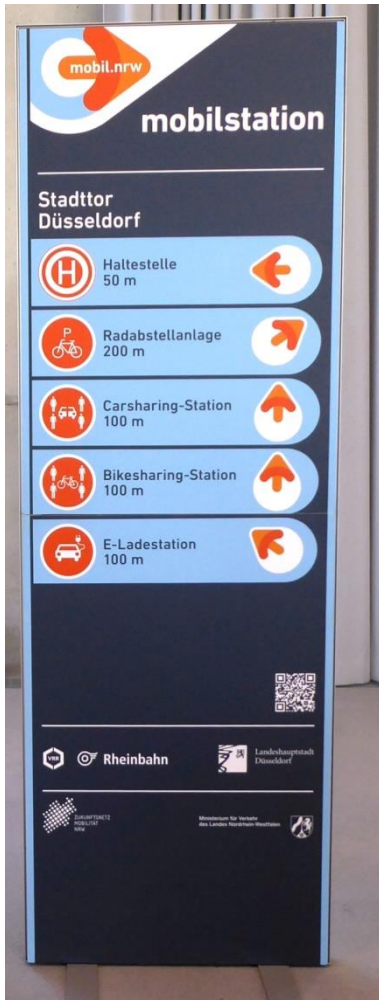 mobil.nrw
mobilstation
Stadttor
Düsseldorf
H
Haltestelle
50 m
P
Radabstellanlage
200 m
Carsharing-Station
100 m
Bikesharing-Station
100 m
E-Ladestation
100 m
VRR
Rheinbahn
Landeshauptstadt
Düsseldorf
ZUKUNFTSNETZ
MOBILITÄT
NRW
Ministerium für Verkehr
des Landes Nordrhein-Westfalen